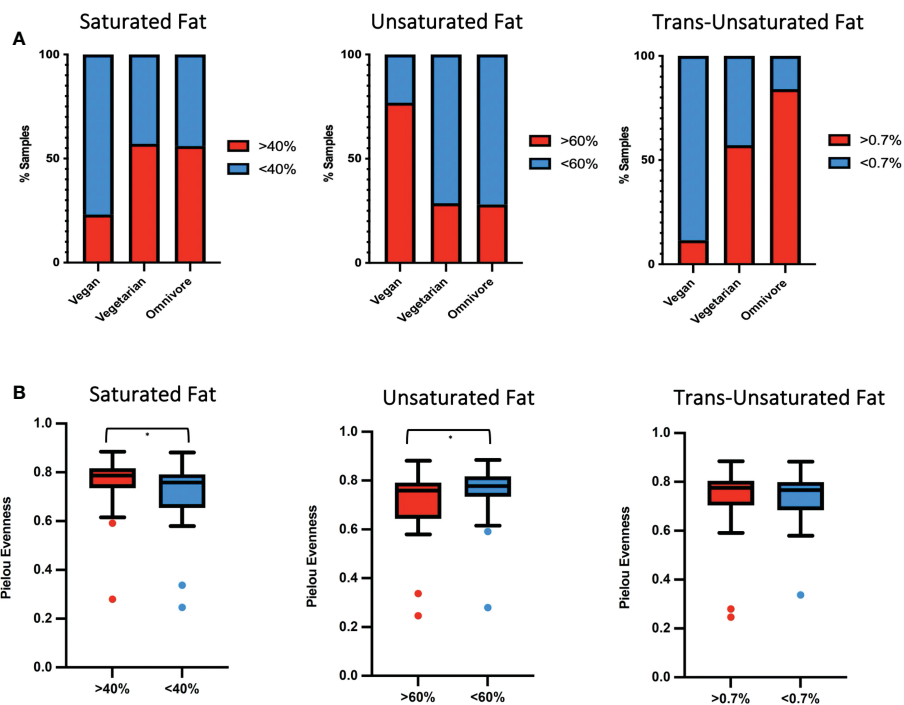 A
Saturated Fat
% Samples
100
50
0
Vegan
Vegetarian
Omnivore
>40%
<40%
Unsaturated Fat
% Samples
100
50
0
Vegan
Vegetarian
Omnivore
>60%
<60%
Trans-Unsaturated Fat
% Samples
100
50
0
Vegan
Vegetarian
Omnivore
>0.7%
<0.7%
B
Saturated Fat
Pielou Evenness
1.0
0.8
0.6
0.4
0.2
0.0
*
>40% <40%
Unsaturated Fat
Pielou Evenness
1.0
0.8
0.6
0.4
0.2
0.0
*
>60% <60%
Trans-Unsaturated Fat
Pielou Evenness
1.0
0.8
0.6
0.4
0.2
0.0
>0.7% <0.7%